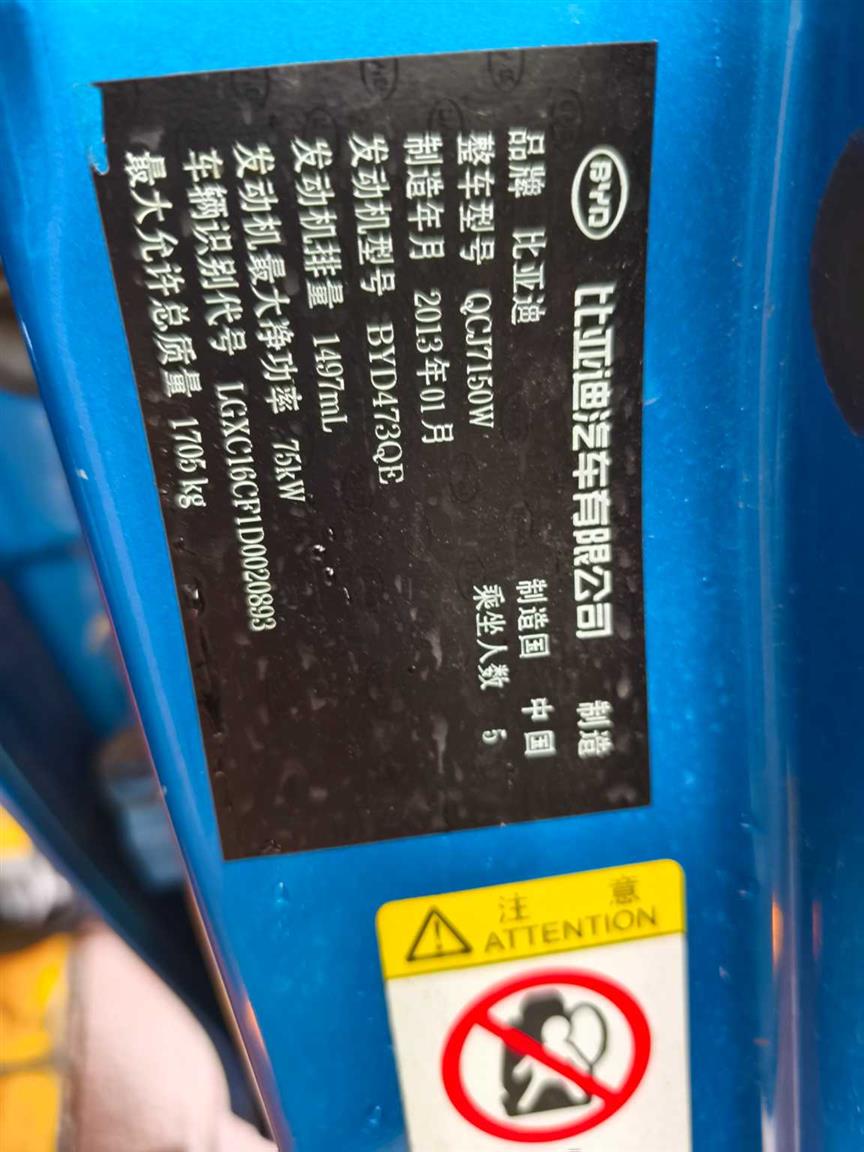 BYD 比亚迪汽车有限公司 制造
品牌 比亚迪 制造国 中国
整车型号 QCJ7150W 乘坐人数 5
制造年月 2013年01月
发动机型号 BYD473QE
发动机排量 1497mL
发动机最大净功率 75kW
车辆识别代号 LGXC16CF1D0020893
最大允许总质量 1705kg
注意
ATTENTION